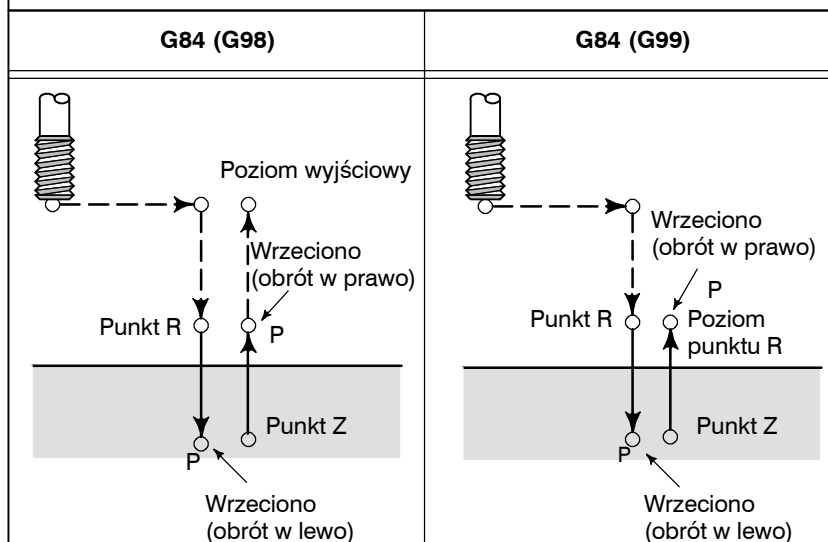 G84 (G98)
G84 (G99)
Poziom wyjściowy
Wrzeciono
(obrót w prawo)
Punkt R
P
Punkt Z
P
Wrzeciono
(obrót w lewo)
Wrzeciono
(obrót w prawo)
P
Punkt R
Poziom
punktu R
Punkt Z
P
Wrzeciono
(obrót w lewo)